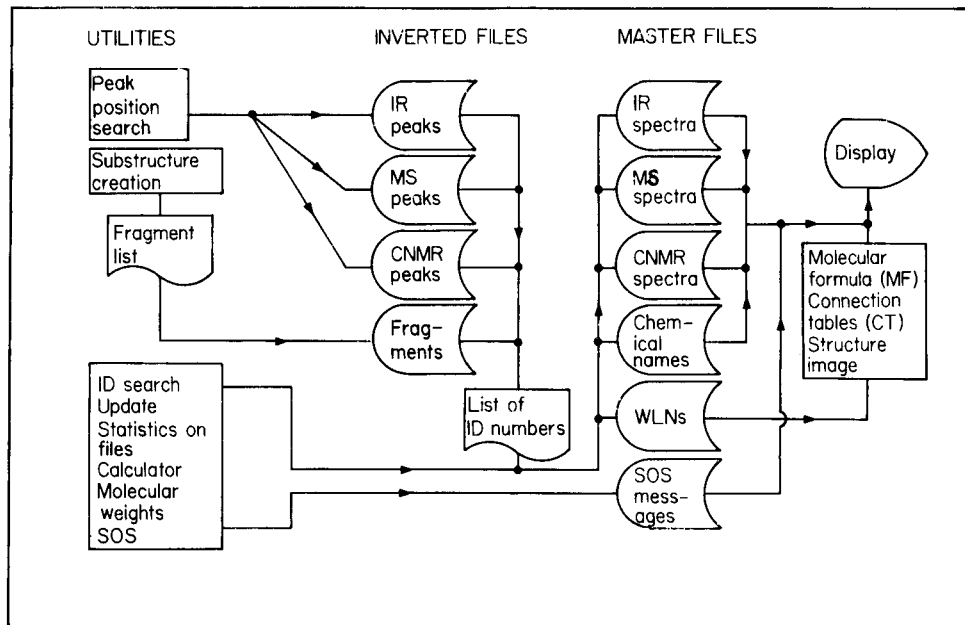 UTILITIES
INVERTED FILES
MASTER FILES
Peak
position
search
Substructure
creation
Fragment
list
ID search
Update
Statistics on
files
Calculator
Molecular
weights
SOS
IR
peaks
MS
peaks
CNMR
peaks
Frag-
ments
List of
ID numbers
IR
spectra
MS
spectra
CNMR
spectra
Chem-
ical names
WLNs
SOS
mess-
ages
Display
Molecular
formula (MF)
Connection
tables (CT)
Structure
image